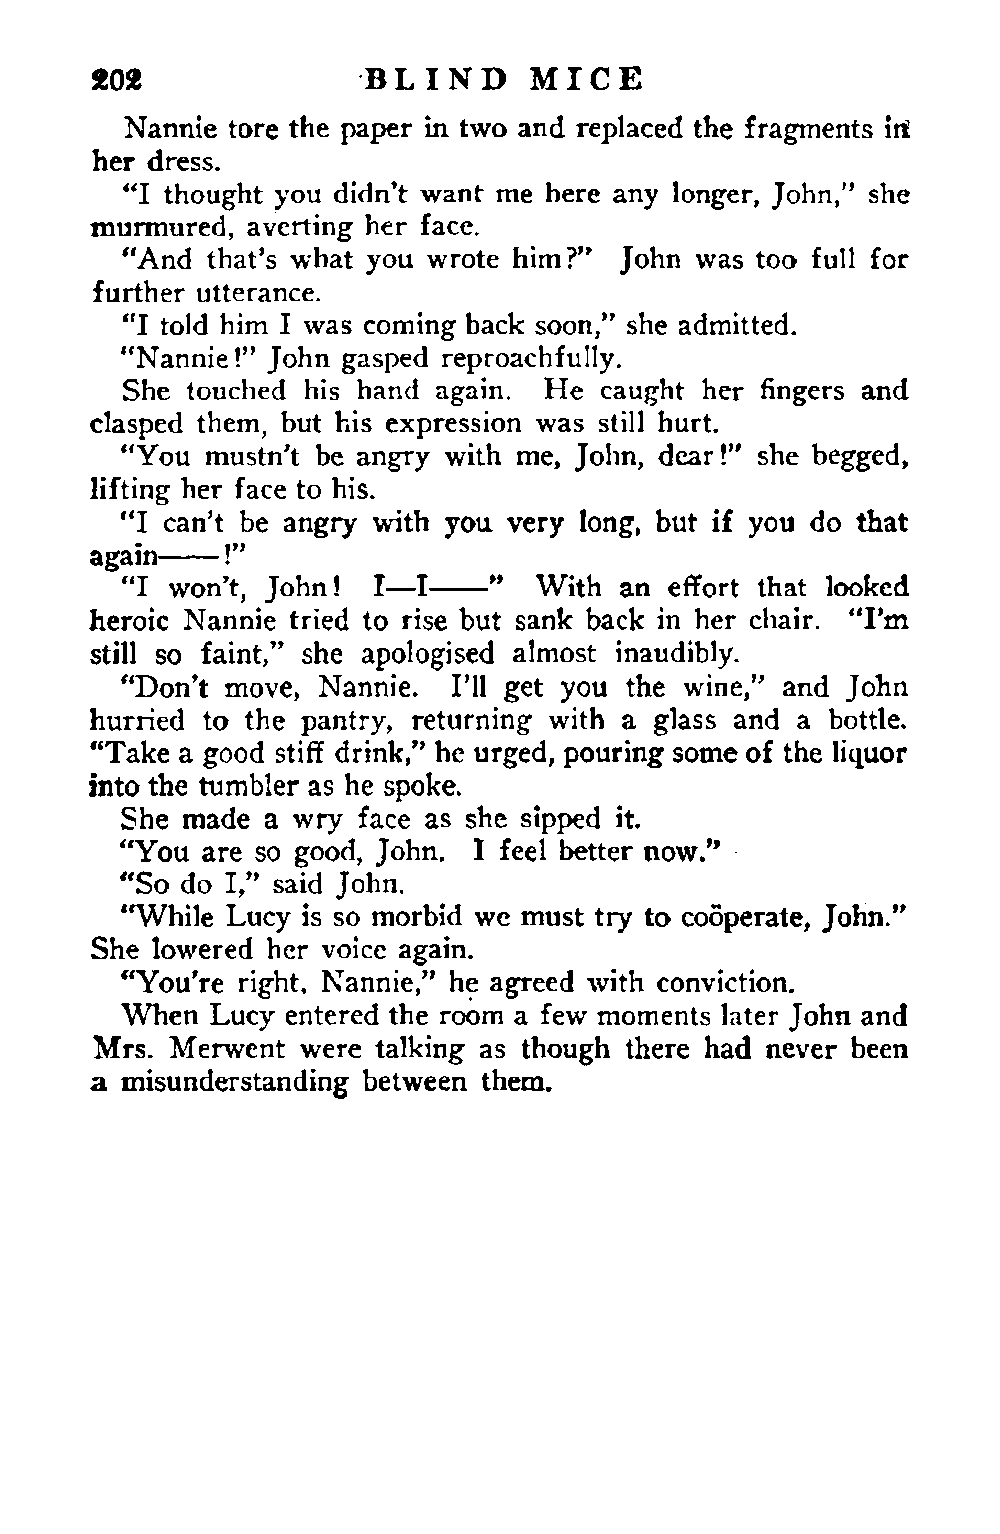 202 BLIND MICE
Nannie tore the paper in two and replaced the fragments in
her dress.
“I thought you didn’t want me here any longer, John,” she
murmured, averting her face.
“And that’s what you wrote him?” John was too full for
further utterance.
“I told him I was coming back soon,” she admitted.
“Nannie!” John gasped reproachfully.
She touched his hand again. He caught her fingers and
clasped them, but his expression was still hurt.
“You mustn’t be angry with me, John, dear!” she begged,
lifting her face to his.
“I can’t be angry with you very long, but if you do that
again——!”
“I won’t, John! I—I——” With an effort that looked
heroic Nannie tried to rise but sank back in her chair. “I’m
still so faint,” she apologised almost inaudibly.
“Don’t move, Nannie. I’ll get you the wine,” and John
hurried to the pantry, returning with a glass and a bottle.
“Take a good stiff drink,” he urged, pouring some of the liquor
into the tumbler as he spoke.
She made a wry face as she sipped it.
“You are so good, John. I feel better now.”
“So do I,” said John.
“While Lucy is so morbid we must try to coöperate, John.”
She lowered her voice again.
“You’re right, Nannie,” he agreed with conviction.
When Lucy entered the room a few moments later John and
Mrs. Merwent were talking as though there had never been
a misunderstanding between them.